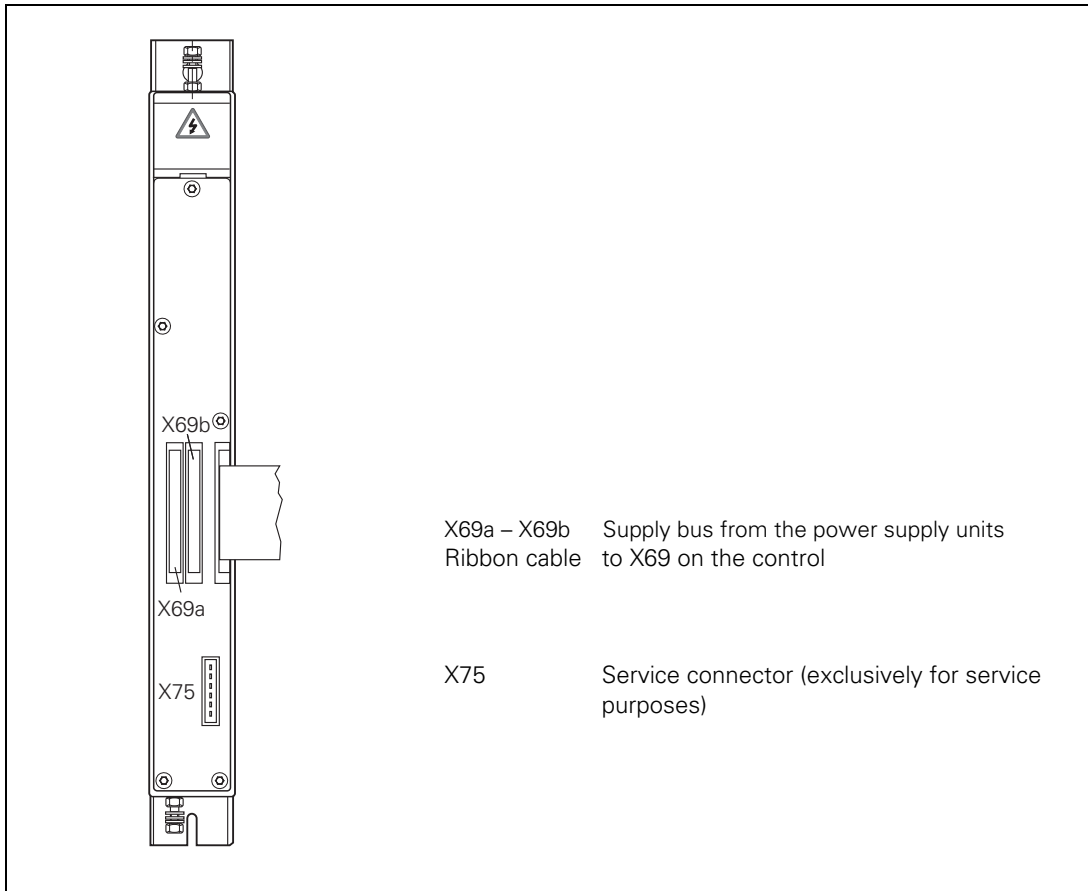 X69b
X69a
X75
X69a – X69b Supply bus from the power supply units
Ribbon cable to X69 on the control
X75 Service connector (exclusively for service
purposes)